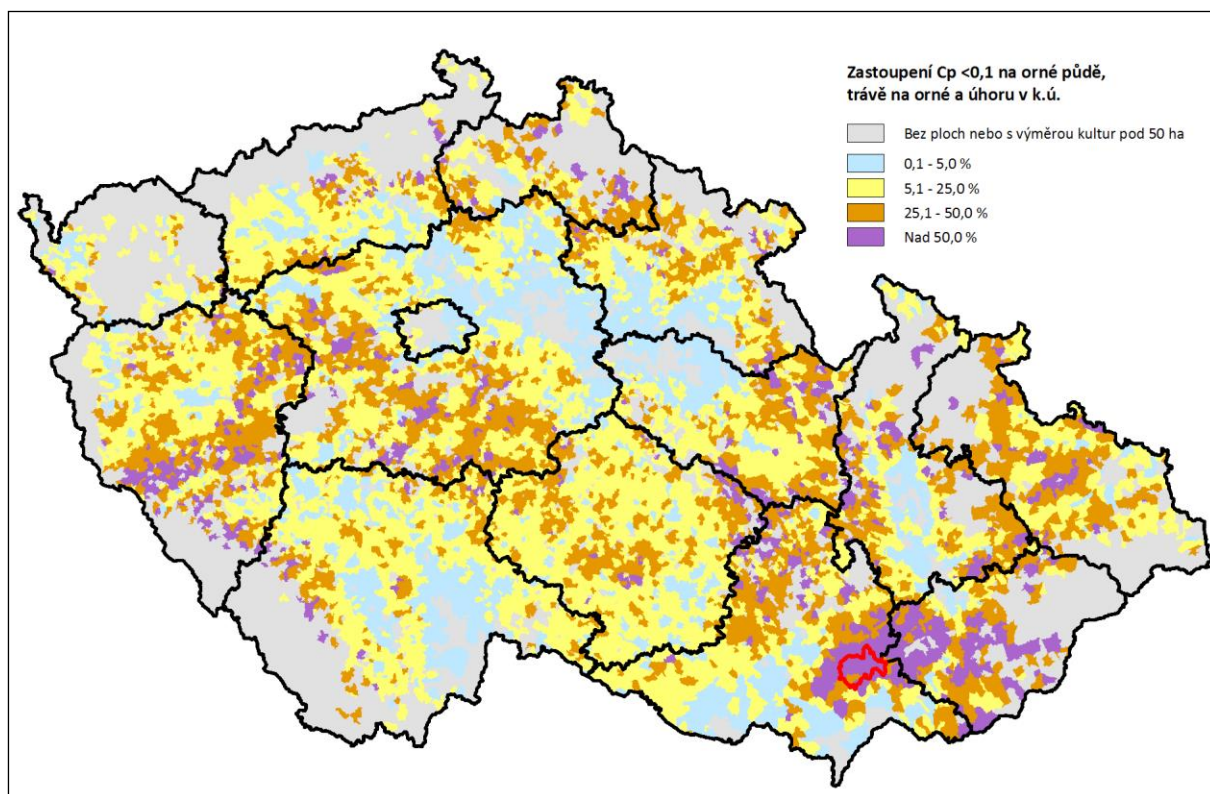 Zastoupení Cp <0,1 na orné půdě,
trávě na orné a úhoru v k.ú.
Bez ploch nebo s výměrou kultur pod 50 ha
0,1 - 5,0 %
5,1 - 25,0 %
25,1 - 50,0 %
Nad 50,0 %